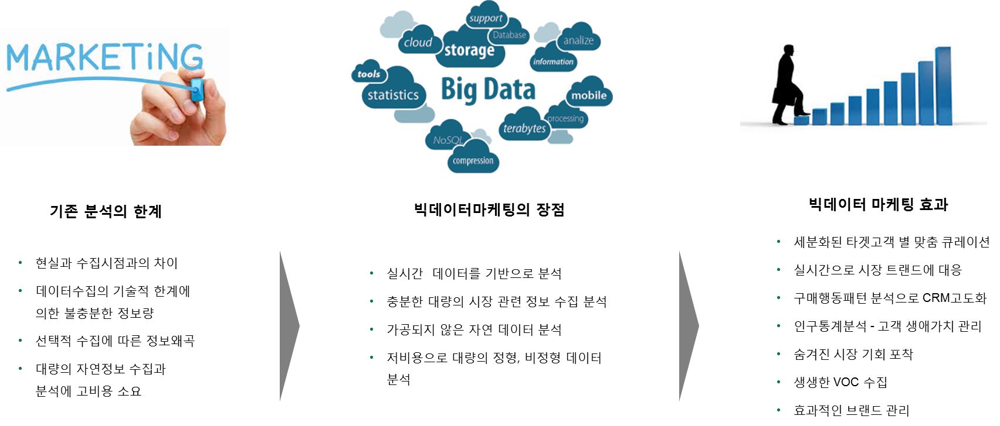 MARKETiNG
support
Database
cloud
storage
analize
information
tools
statistics
Big Data
mobile
processing
terabytes
NoSQL
compression
기존 분석의 한계
• 현실과 수집시점과의 차이
• 데이터수집의 기술적 한계에
의한 불충분한 정보량
• 선택적 수집에 따른 정보왜곡
• 대량의 자연정보 수집과
분석에 고비용 소요
빅데이터마케팅의 장점
• 실시간 데이터를 기반으로 분석
• 충분한 대량의 시장 관련 정보 수집 분석
• 가공되지 않은 자연 데이터 분석
• 저비용으로 대량의 정형, 비정형 데이터
분석
빅데이터 마케팅 효과
• 세분화된 타겟고객 별 맞춤 큐레이션
• 실시간으로 시장 트랜드에 대응
• 구매행동패턴 분석으로 CRM고도화
• 인구통계분석 - 고객 생애가치 관리
• 숨겨진 시장 기회 포착
• 생생한 VOC 수집
• 효과적인 브랜드 관리